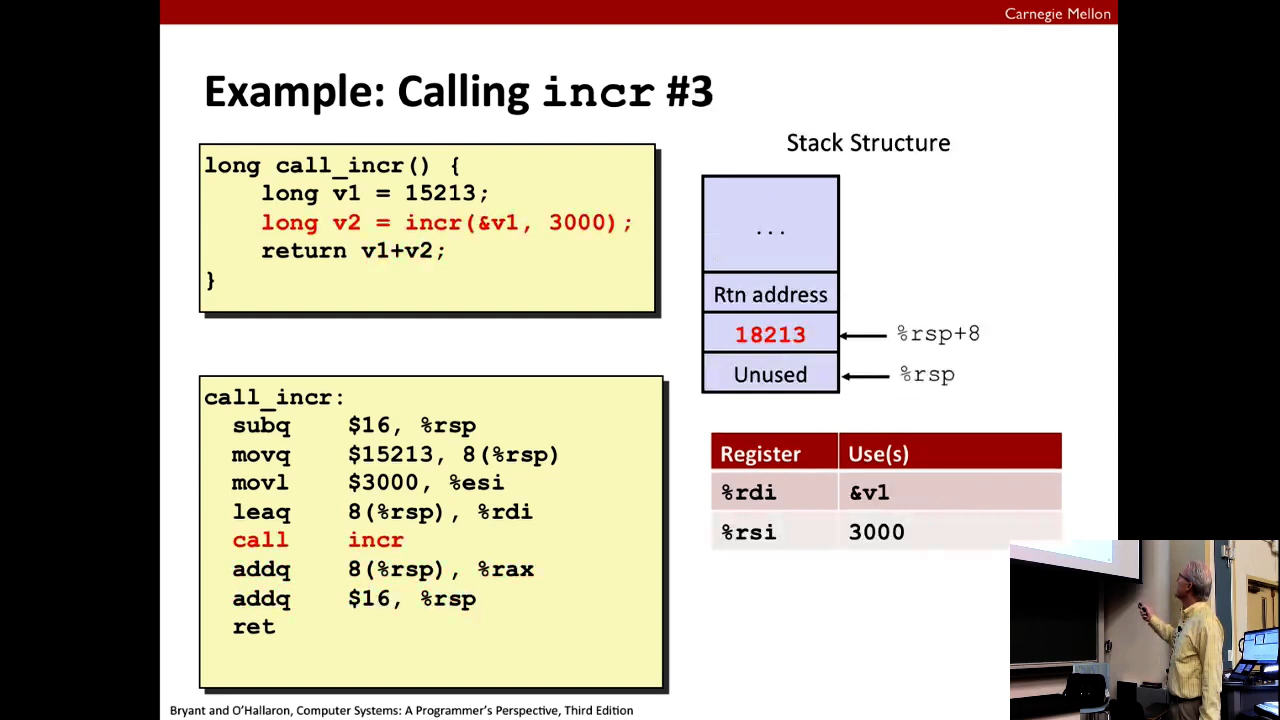 Carnegie Mellon
Example: Calling incr #3
long call_incr() {
    long v1 = 15213;
    long v2 = incr(&v1, 3000);
    return v1+v2;
}
Stack Structure
...
Rtn address
18213 %rsp+8
Unused %rsp
call_incr:
  subq    $16, %rsp
  movq    $15213, 8(%rsp)
  movl    $3000, %esi
  leaq    8(%rsp), %rdi
  call    incr
  addq    8(%rsp), %rax
  addq    $16, %rsp
  ret
Register Use(s)
%rdi &v1
%rsi 3000
Bryant and O'Hallaron, Computer Systems: A Programmer's Perspective, Third Edition